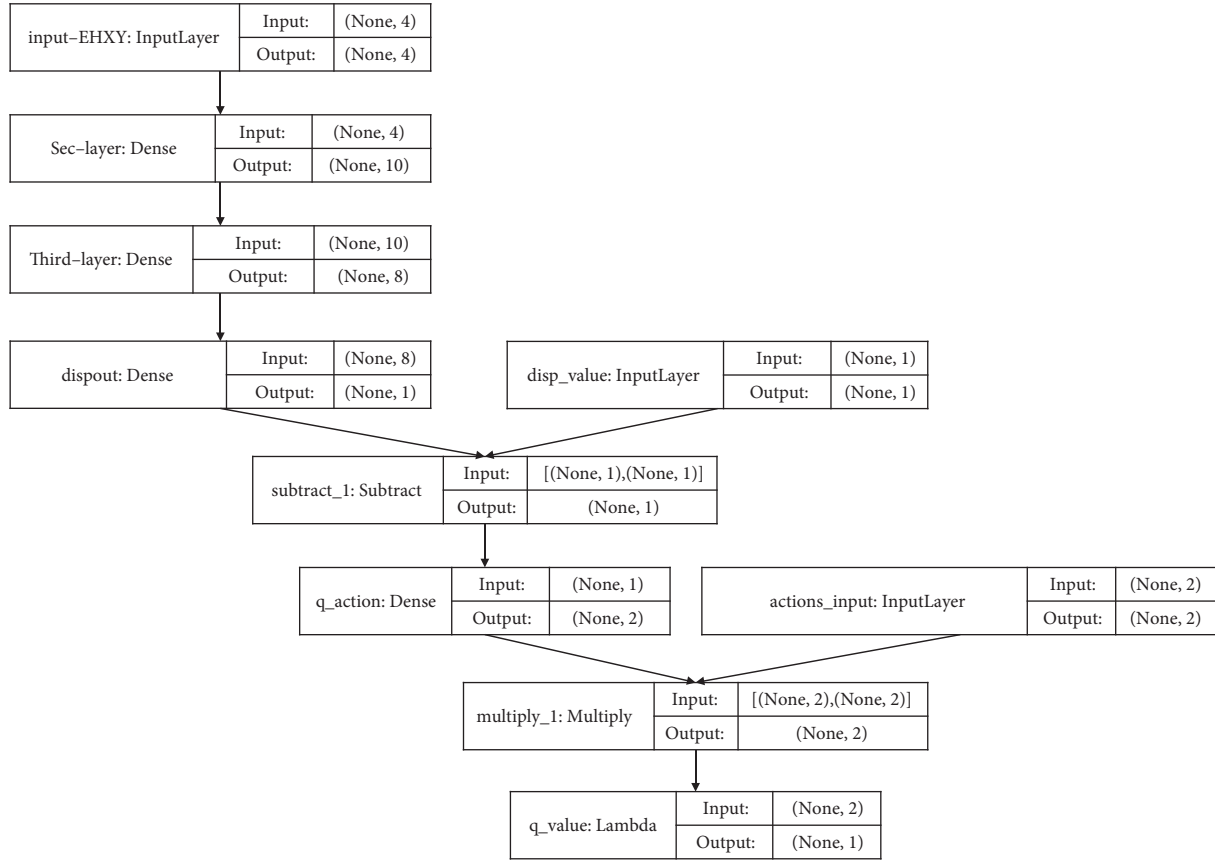 input–EHXY: InputLayer
Input: (None, 4)
Output: (None, 4)
Sec–layer: Dense
Input: (None, 4)
Output: (None, 10)
Third–layer: Dense
Input: (None, 10)
Output: (None, 8)
dispout: Dense
Input: (None, 8)
Output: (None, 1)
disp_value: InputLayer
Input: (None, 1)
Output: (None, 1)
subtract_1: Subtract
Input: [(None, 1),(None, 1)]
Output: (None, 1)
q_action: Dense
Input: (None, 1)
Output: (None, 2)
actions_input: InputLayer
Input: (None, 2)
Output: (None, 2)
multiply_1: Multiply
Input: [(None, 2),(None, 2)]
Output: (None, 2)
q_value: Lambda
Input: (None, 2)
Output: (None, 1)